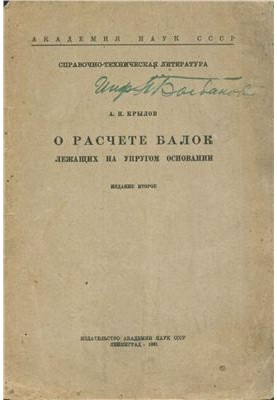 АКАДЕМИЯ НАУК СССР
СПРАВОЧНО-ТЕХНИЧЕСКАЯ ЛИТЕРАТУРА
А. Н. КРЫЛОВ
О РАСЧЕТЕ БАЛОК
ЛЕЖАЩИХ НА УПРУГОМ ОСНОВАНИИ
ИЗДАНИЕ ВТОРОЕ
ИЗДАТЕЛЬСТВО АКАДЕМИИ НАУК СССР
ЛЕНИНГРАД · 1931